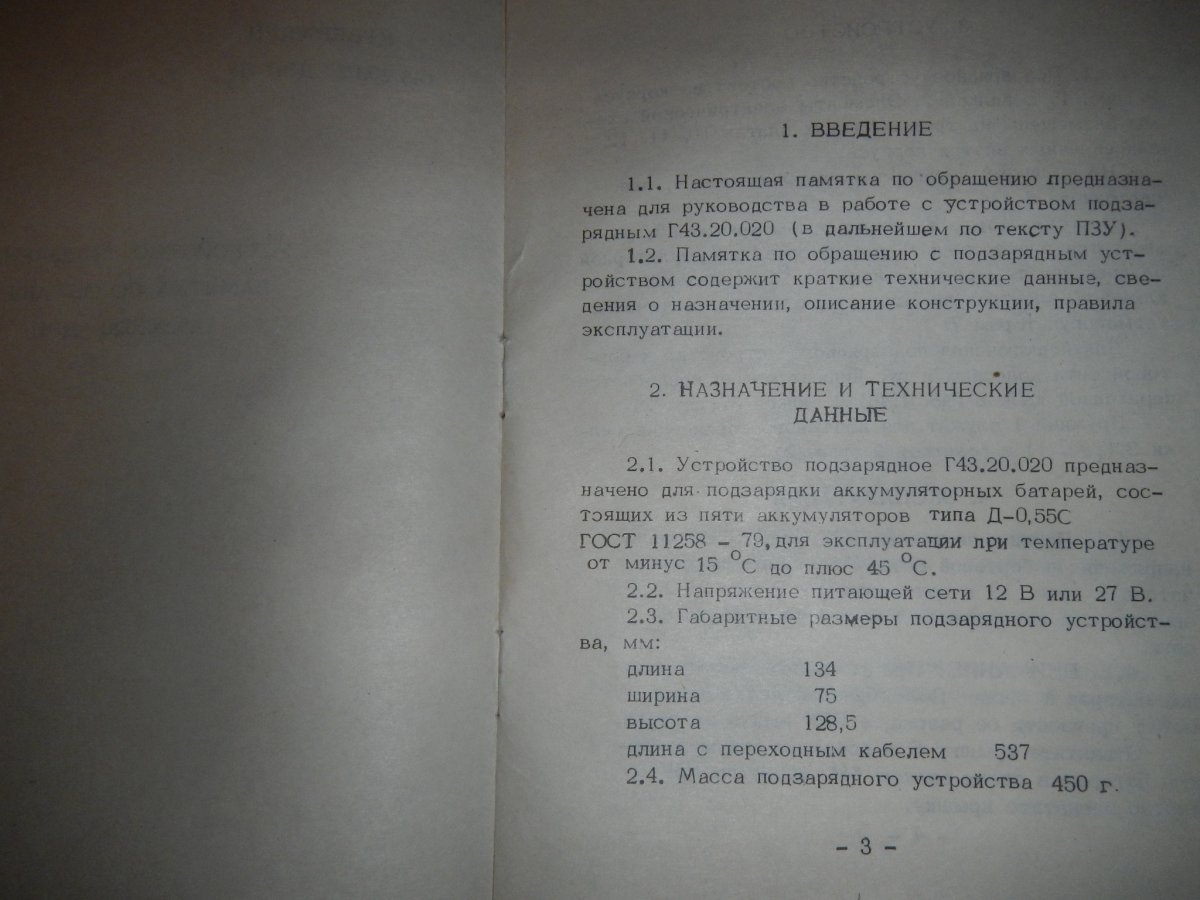 1. ВВЕДЕНИЕ
1.1. Настоящая памятка по обращению предназна-
чена для руководства в работе с устройством подза-
рядным Г43.20.020 (в дальнейшем по тексту ПЗУ).
1.2. Памятка по обращению с подзарядным уст-
ройством содержит краткие технические данные, све-
дения о назначении, описание конструкции, правила
эксплуатации.
2. НАЗНАЧЕНИЕ И ТЕХНИЧЕСКИЕ
ДАННЫЕ
2.1. Устройство подзарядное Г43.20.020 предназ-
начено для подзарядки аккумуляторных батарей, сос-
тоящих из пяти аккумуляторов типа Д-0,55С
ГОСТ 11258 - 79, для эксплуатации при температуре
от минус 15 °С до плюс 45 °С.
2.2. Напряжение питающей сети 12 В или 27 В.
2.3. Габаритные размеры подзарядного устройст-
ва, мм:
длина 134
ширина 75
высота 128,5
длина с переходным кабелем 537
2.4. Масса подзарядного устройства 450 г.
- 3 -